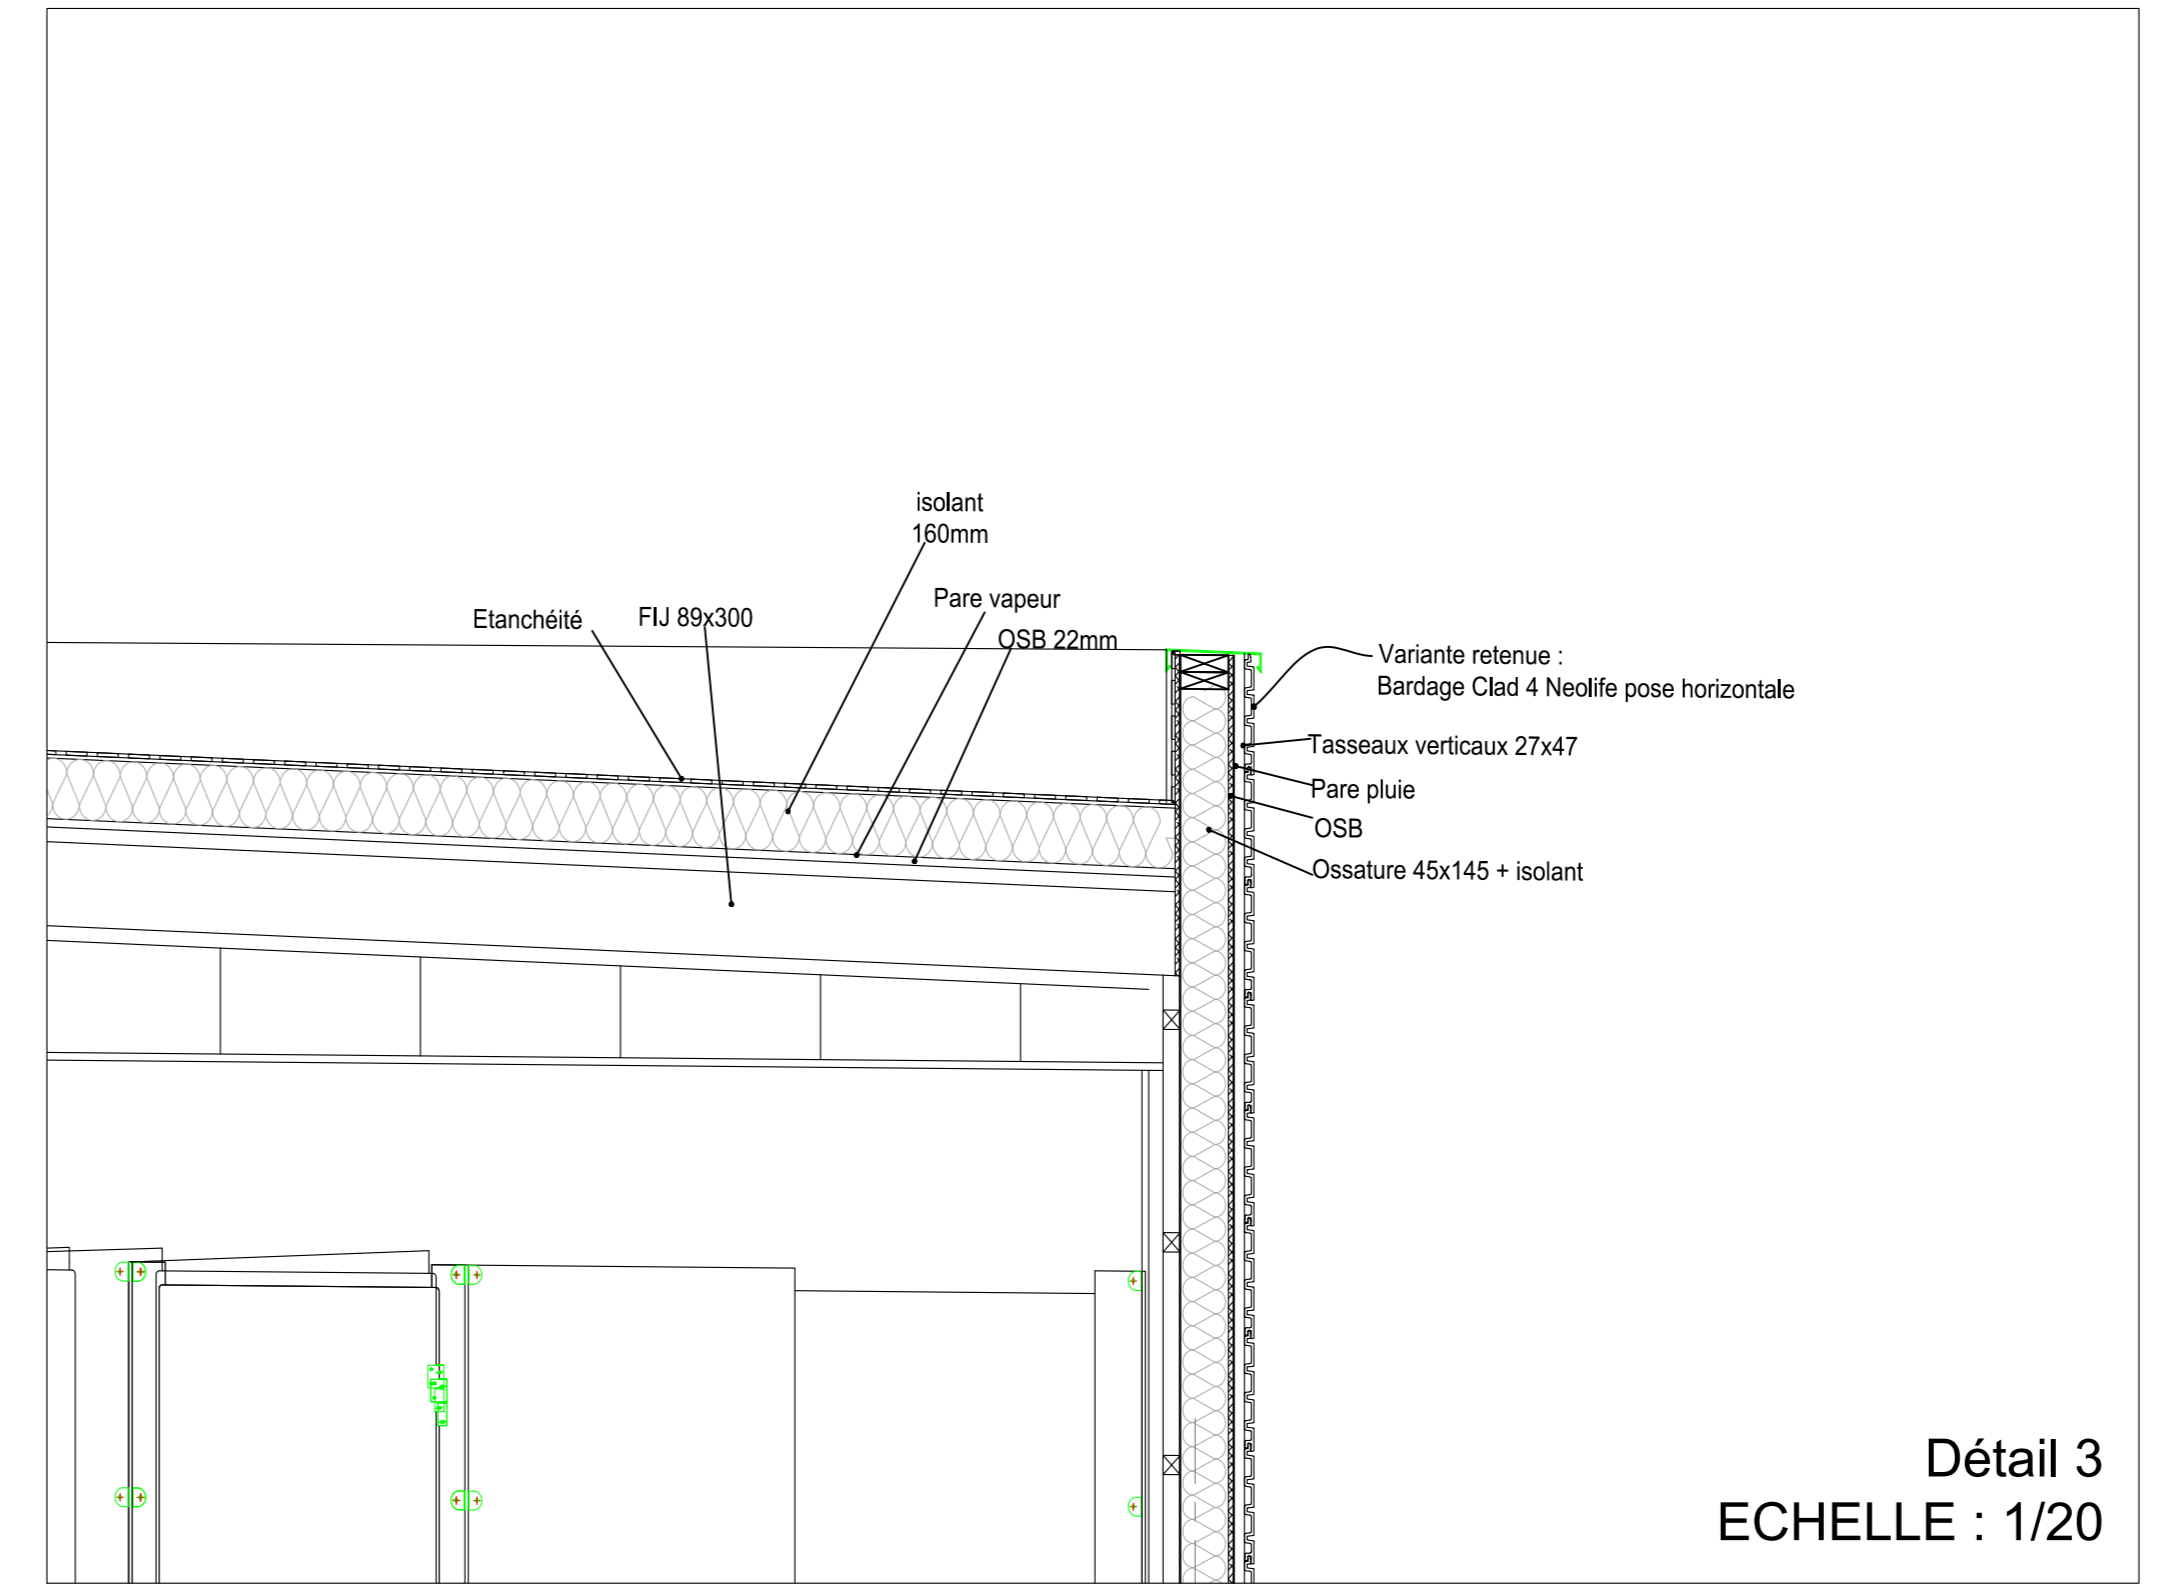 isolant
160mm
Pare vapeur
Etanchéité
FIJ 89x300
OSB 22mm
Variante retenue :
Bardage Clad 4 Neolife pose horizontale
Tasseaux verticaux 27x47
Pare pluie
OSB
Ossature 45x145 + isolant
Détail 3
ECHELLE : 1/20